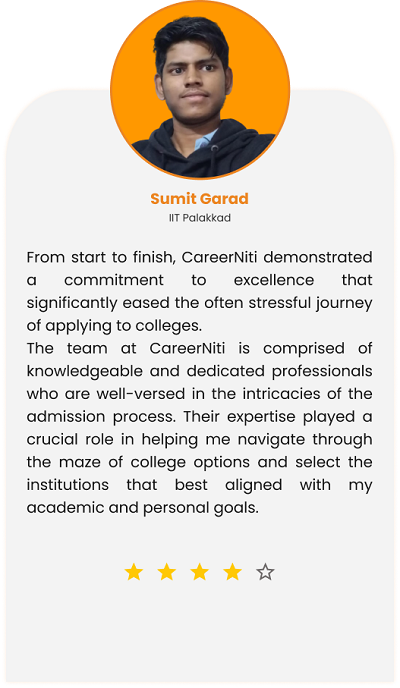 Sumit Garad
IIT Palakkad
From start to finish, CareerNiti demonstrated
a commitment to excellence that
significantly eased the often stressful journey
of applying to colleges.
The team at CareerNiti is comprised of
knowledgeable and dedicated professionals
who are well-versed in the intricacies of the
admission process. Their expertise played a
crucial role in helping me navigate through
the maze of college options and select the
institutions that best aligned with my
academic and personal goals.